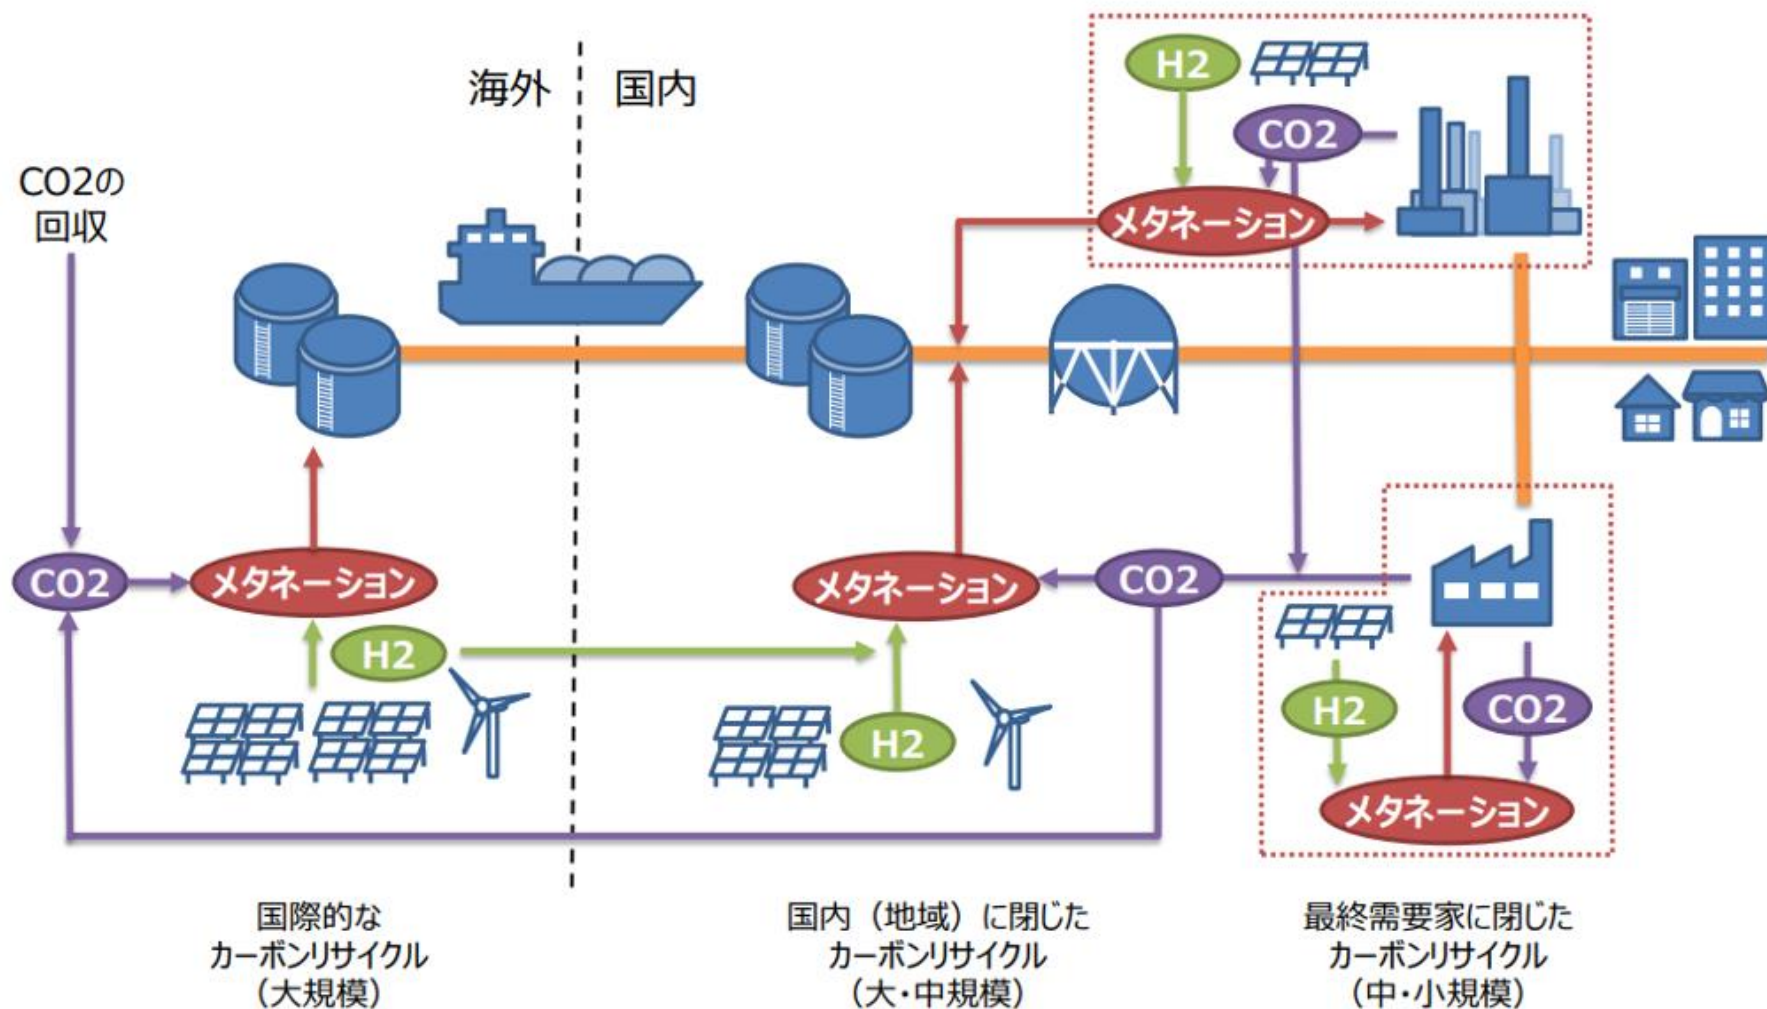 海外
国内
H2
CO2
メタネーション
CO2の
回収
CO2
メタネーション
H2
メタネーション
CO2
H2
H2
CO2
メタネーション
国際的な
カーボンリサイクル
（大規模）
国内（地域）に閉じた
カーボンリサイクル
（大・中規模）
最終需要家に閉じた
カーボンリサイクル
（中・小規模）